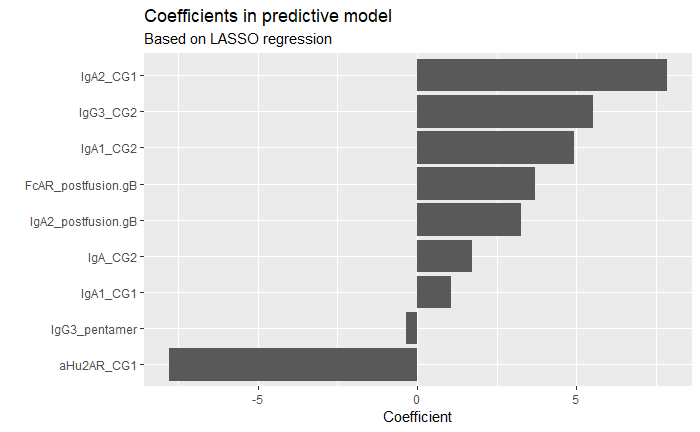 Coefficients in predictive model
Based on LASSO regression
IgA2_CG1
IgG3_CG2
IgA1_CG2
FcAR_postfusion.gB
IgA2_postfusion.gB
IgA_CG2
IgA1_CG1
IgG3_pentamer
aHu2AR_CG1
-5
0
5
Coefficient